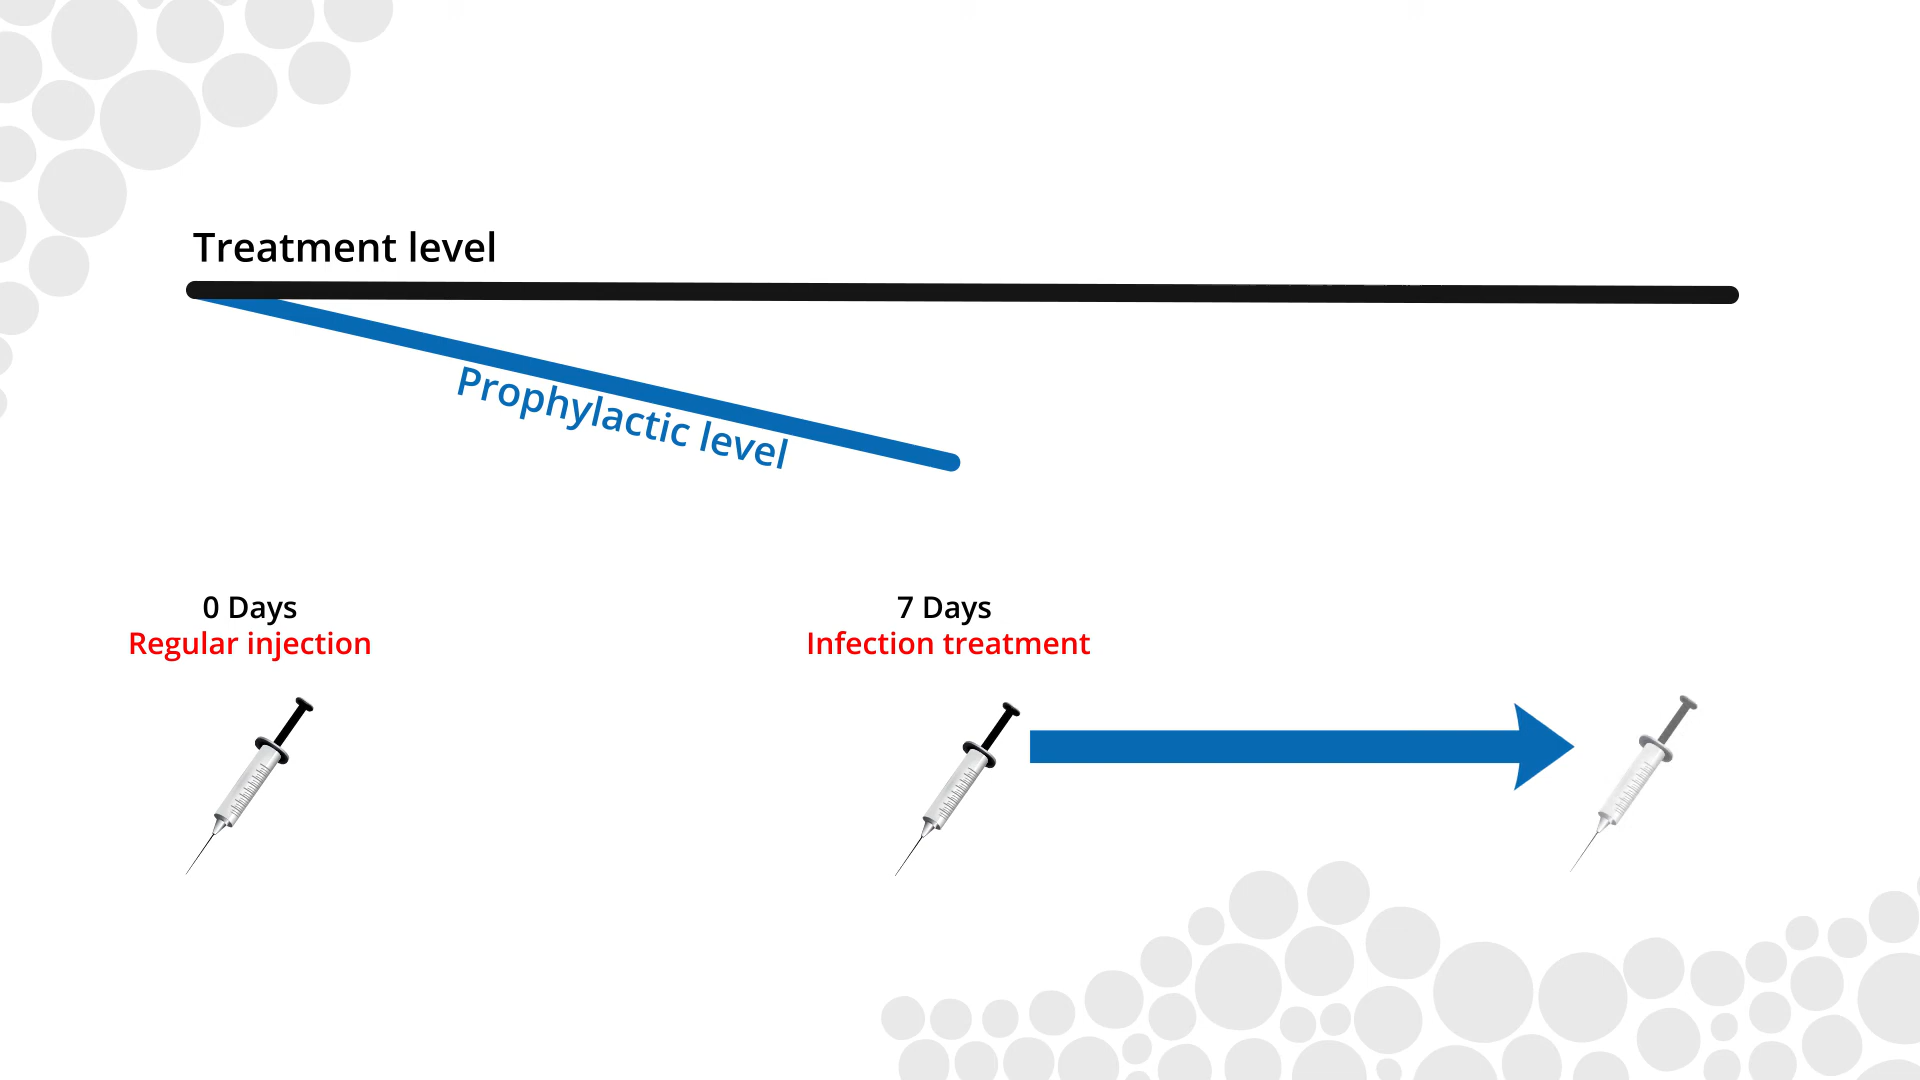 Treatment level
Prophylactic level
0 Days
Regular injection
7 Days
Infection treatment